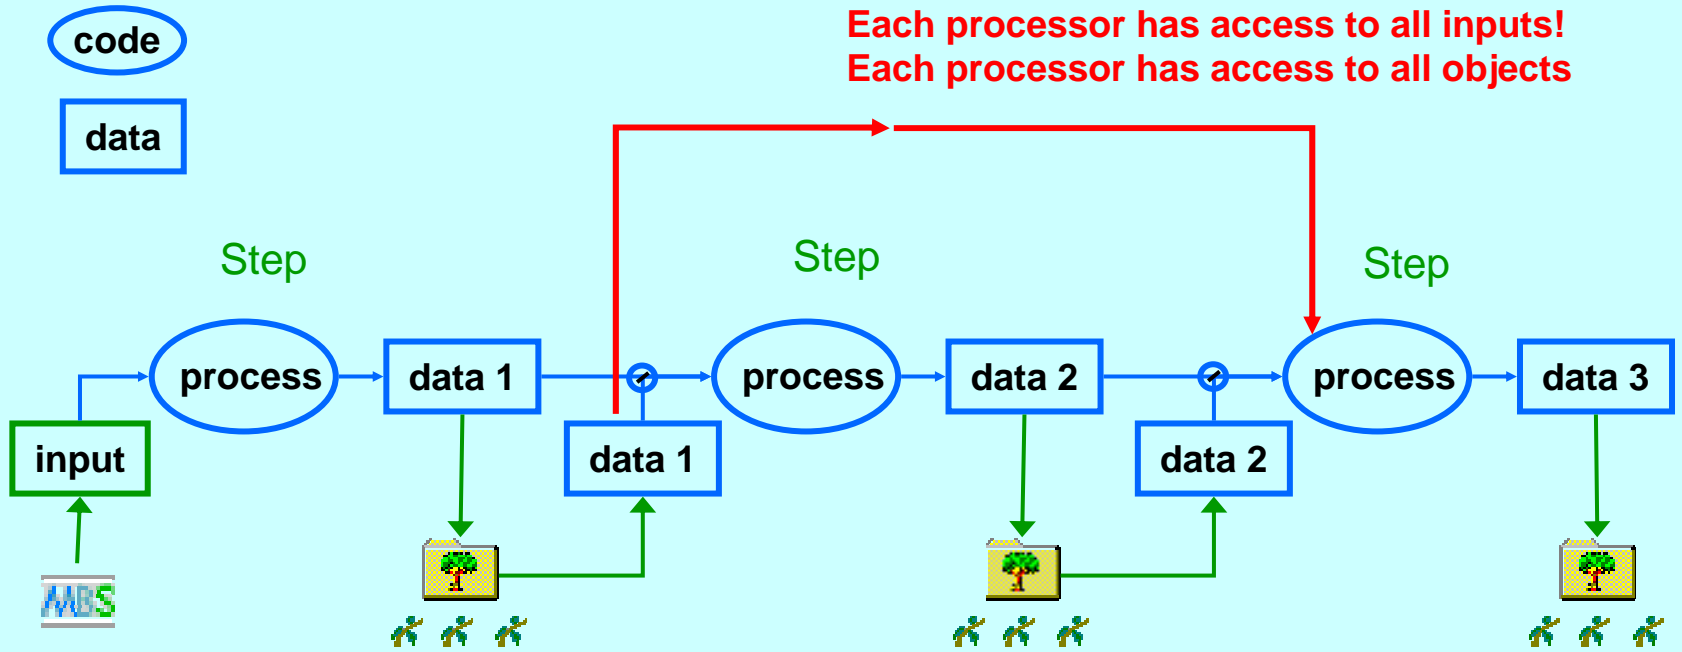 code
Each processor has access to all inputs!
Each processor has access to all objects
data
Step
Step
Step
process
data 1
process
data 2
process
data 3
input
data 1
data 2
MBS